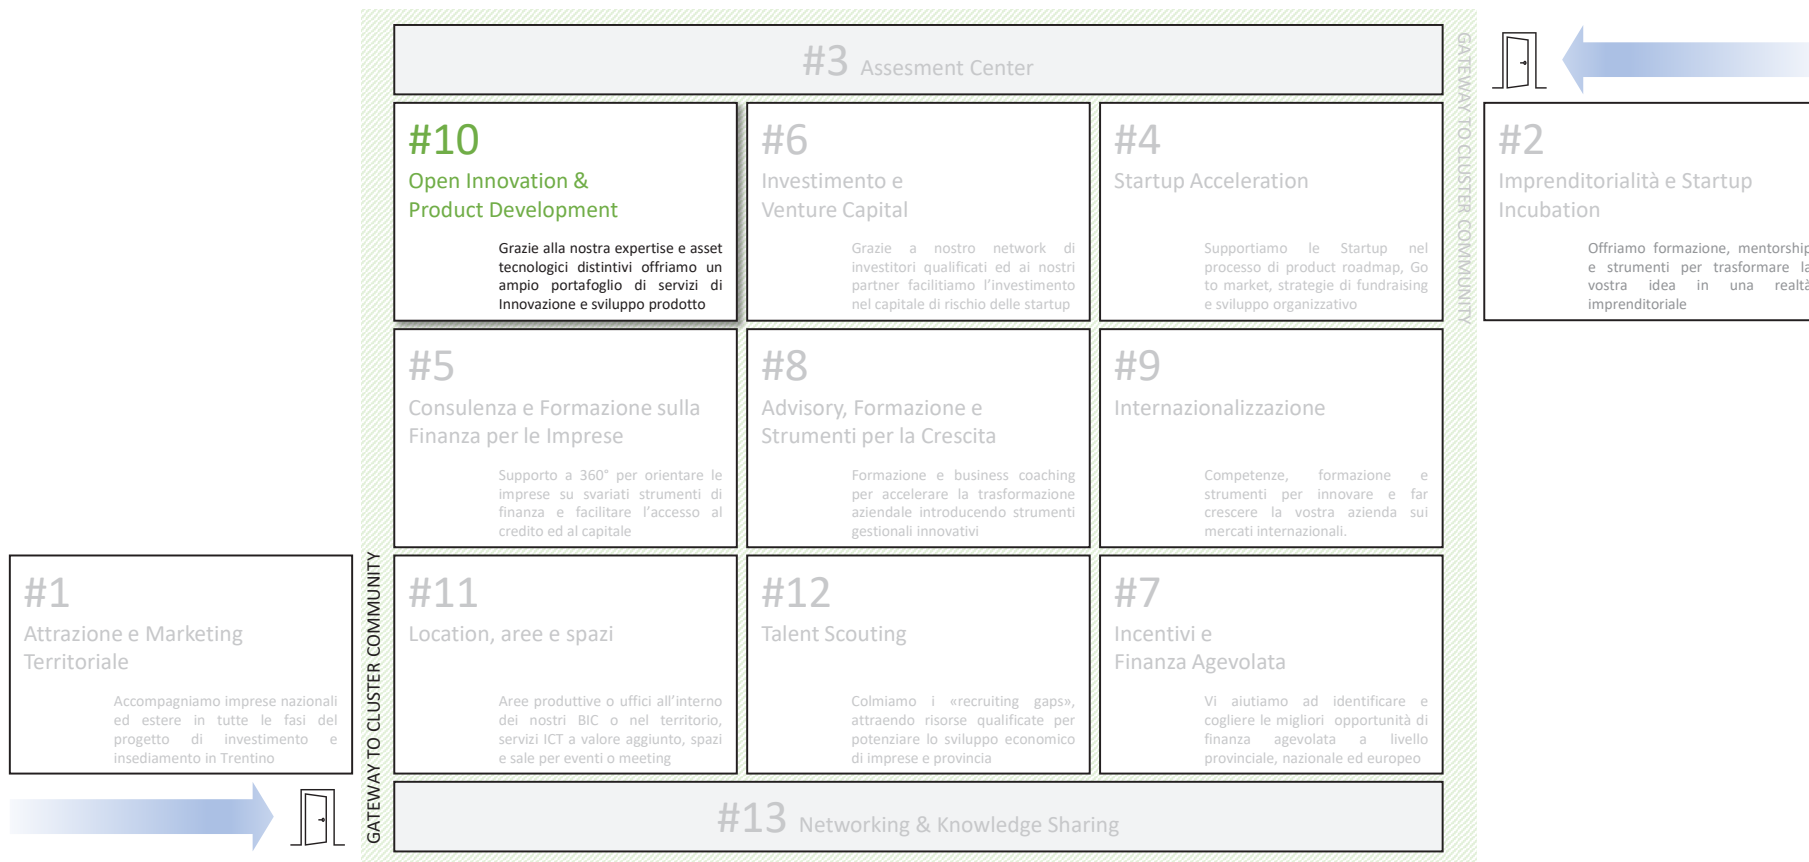 #3 Assesment Center
#10
Open Innovation &
Product Development
Grazie alla nostra expertise e asset
tecnologici distintivi offriamo un
ampio portafoglio di servizi di
Innovazione e sviluppo prodotto
#6
Investimento e
Venture Capital
Grazie a nostro network di
investitori qualificati ed ai nostri
partner facilitiamo l'investimento
nel capitale di rischio delle startup
#4
Startup Acceleration
Supportiamo le Startup nel
processo di product roadmap, Go
to market, strategie di fundraising
e sviluppo organizzativo
GATEWAY TO CLUSTER COMMUNITY
#2
Imprenditorialità e Startup
Incubation
Offriamo formazione, mentorship
e strumenti per trasformare la
vostra idea in una realtà
imprenditoriale
#5
Consulenza e Formazione sulla
Finanza per le Imprese
Supporto a 360° per orientare le
imprese su svariati strumenti di
finanza e facilitare l'accesso al
credito ed al capitale
#8
Advisory, Formazione e
Strumenti per la Crescita
Formazione e business coaching
per accelerare la trasformazione
aziendale introducendo strumenti
gestionali innovativi
#9
Internazionalizzazione
Competenze, formazione e
strumenti per innovare e far
crescere la vostra azienda sui
mercati internazionali.
#1
Attrazione e Marketing
Territoriale
Accompagniamo imprese nazionali
ed estere in tutte le fasi del
progetto di investimento e
insediamento in Trentino
GATEWAY TO CLUSTER COMMUNITY
#11
Location, aree e spazi
Aree produttive o uffici all'interno
dei nostri BIC o nel territorio,
servizi ICT a valore aggiunto, spazi
e sale per eventi o meeting
#12
Talent Scouting
Colmiamo i «recruiting gaps»,
attraendo risorse qualificate per
potenziare lo sviluppo economico
di imprese e provincia
#7
Incentivi e
Finanza Agevolata
Vi aiutiamo ad identificare e
cogliere le migliori opportunità di
finanza agevolata a livello
provinciale, nazionale ed europeo
#13 Networking & Knowledge Sharing